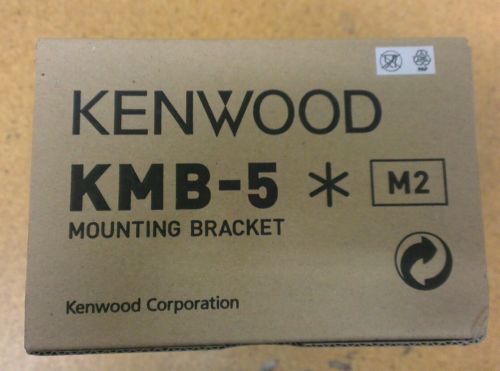 KENWOOD
KMB-5 * M2
MOUNTING BRACKET
Kenwood Corporation